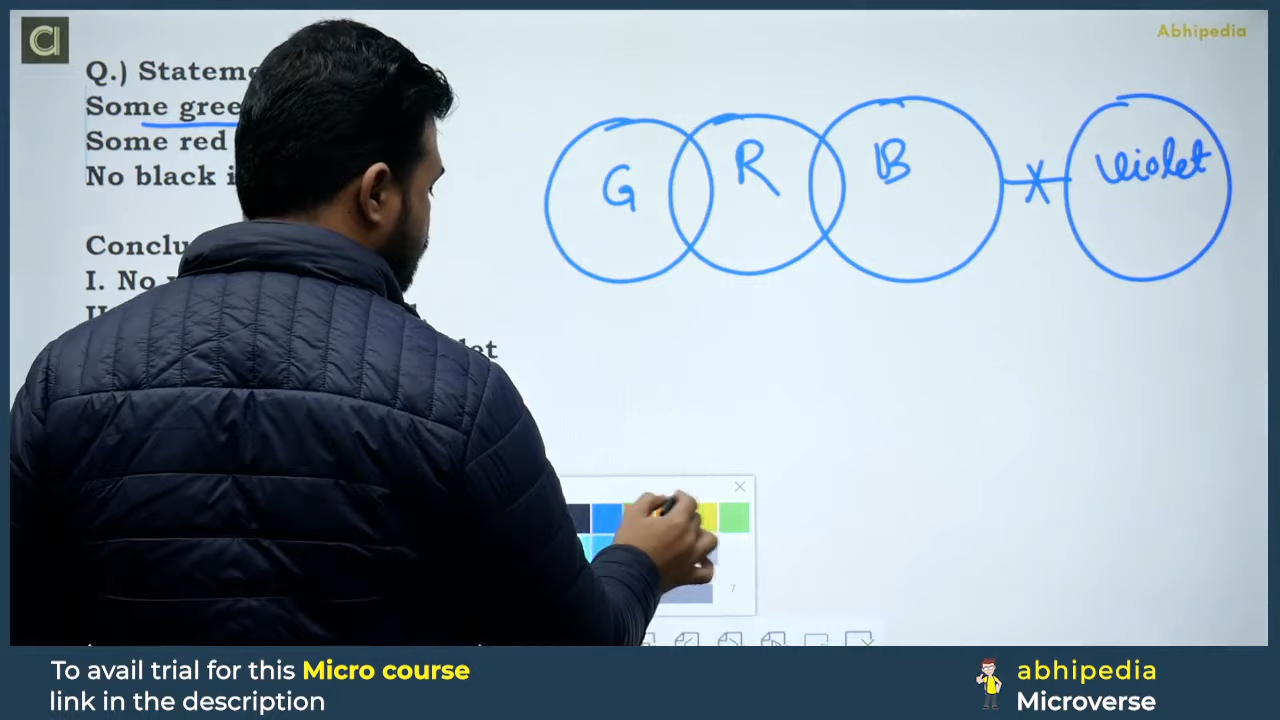 Abhipedia
Q.) Stateme
Some gree
Some red
No black i
Conclu
I. No
let
G
R
B
Violet
7
To avail trial for this Micro course
link in the description
abhipedia
Microverse